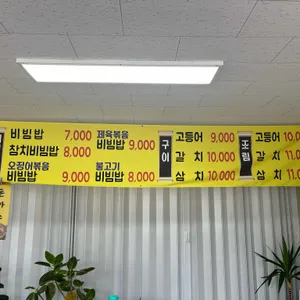 비빔밥 7,000
참치비빔밥 8,000
오징어볶음
비빔밥 9,000
제육볶음
비빔밥 9,000
불고기
비빔밥 8,000
구이
고등어 9,000
갈치 10,000
삼치 10,000
조림
고등어 10,0
갈치 11,0
삼치 11,0